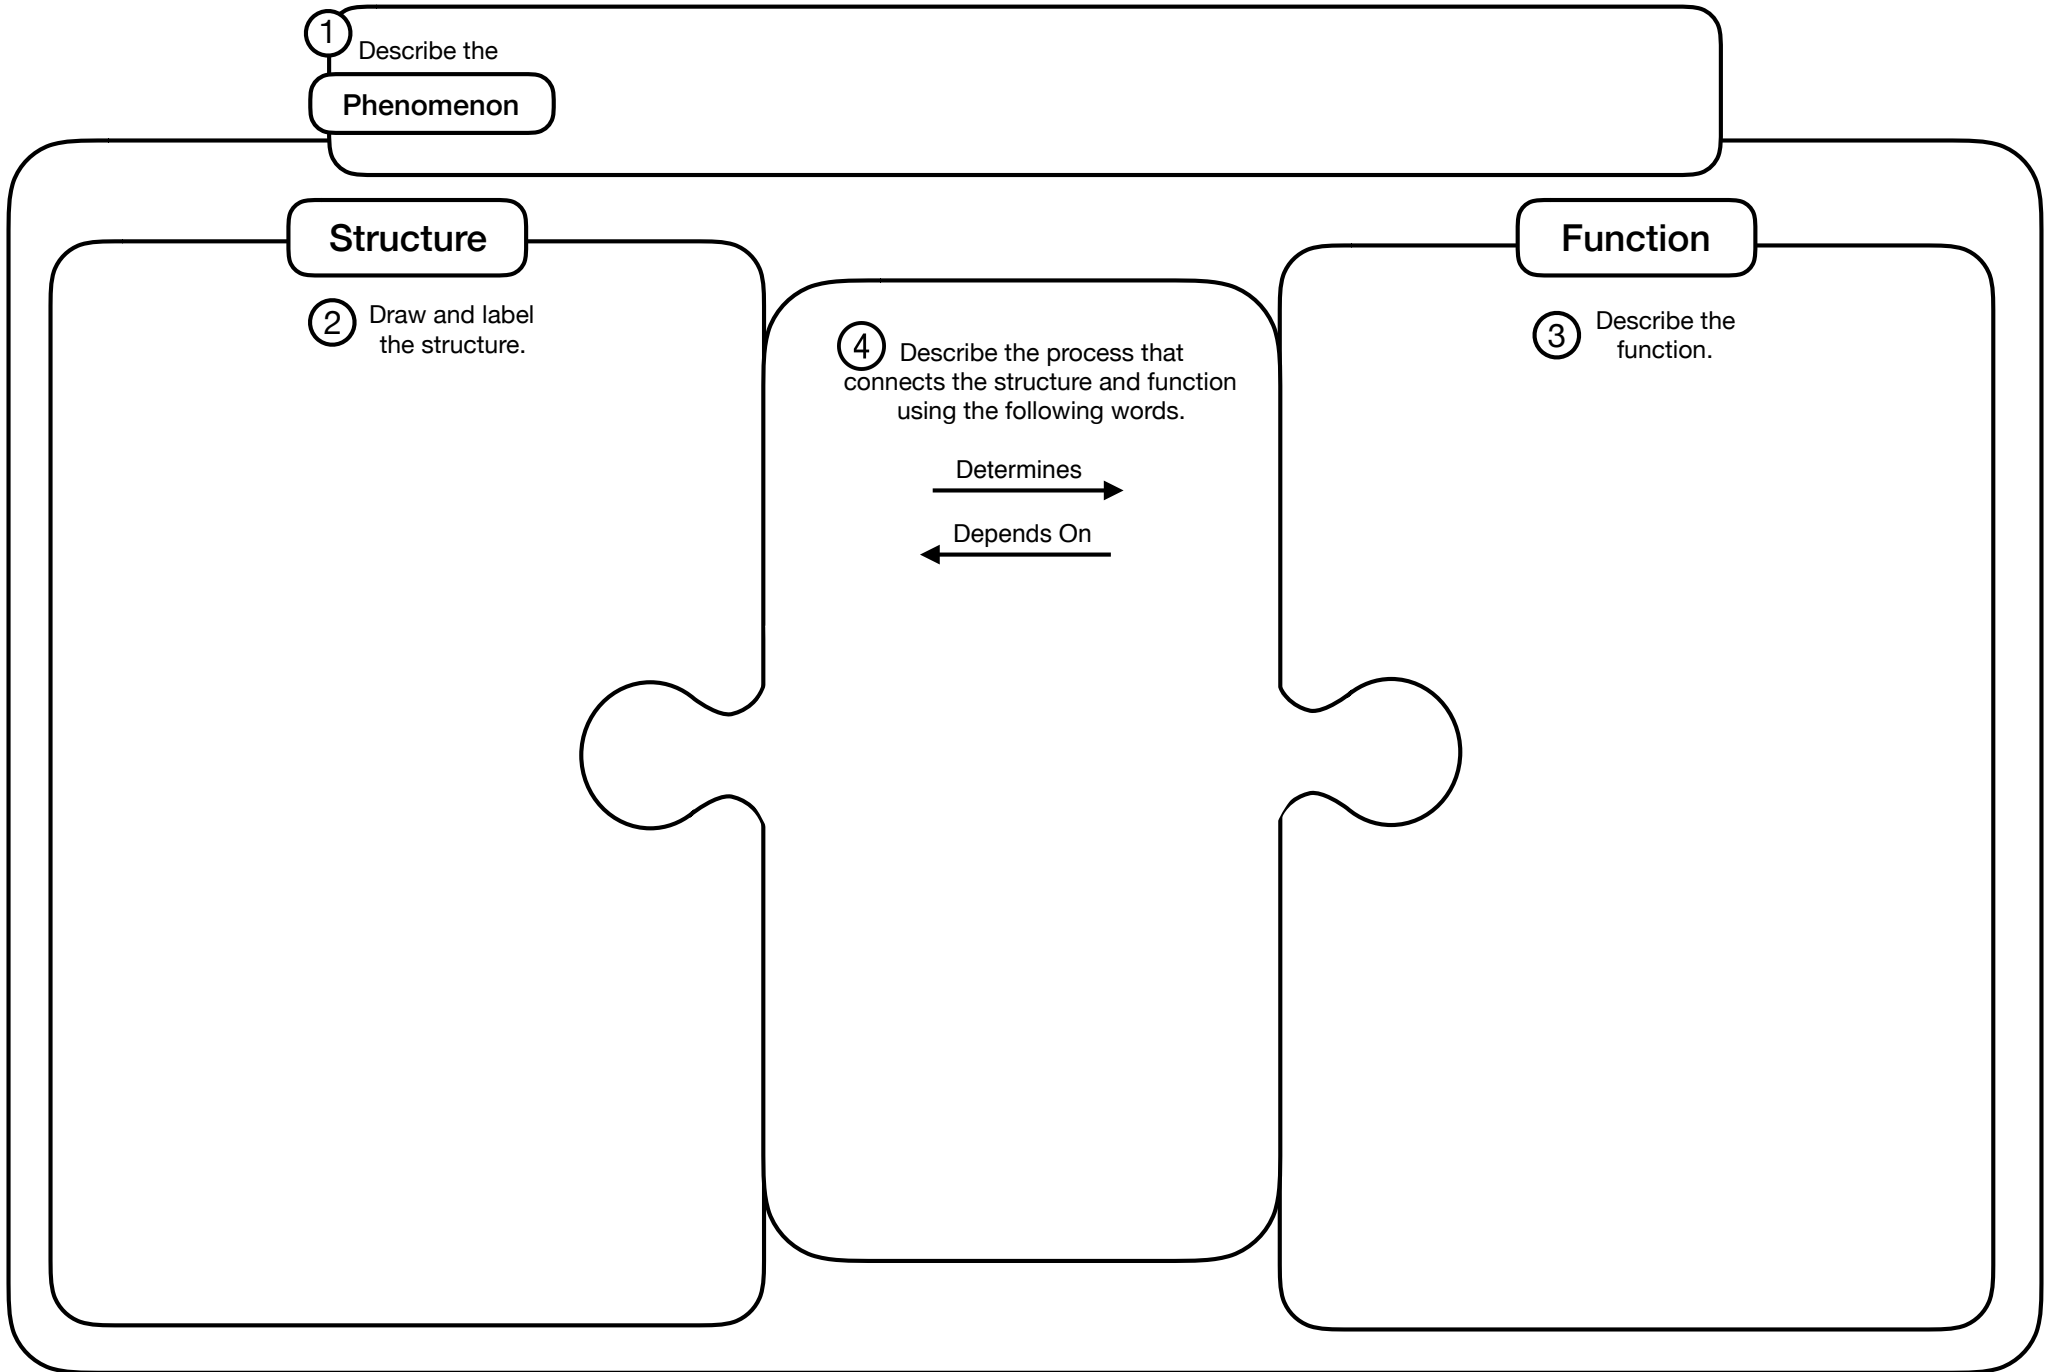 1
Describe the
Phenomenon
Structure
2 Draw and label
the structure.
4 Describe the process that
connects the structure and function
using the following words.
Determines
Depends On
Function
3 Describe the
function.